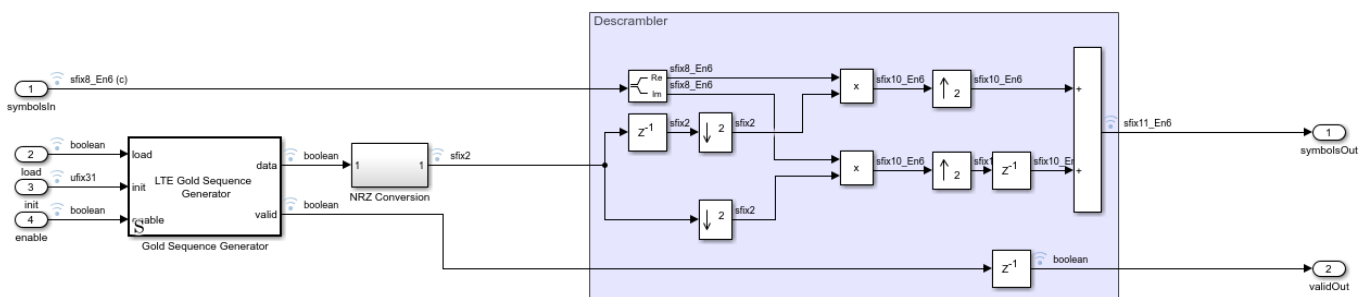 Descrambler
1
symbolsIn
sfix8_En6 (c)
Re
Im
sfix8_En6
sfix8_En6
x
sfix10_En6
2
sfix10_En6
+
sfix11_En6
1
symbolsOut
Z-1
sfix2
2
sfix2
2
load
boolean
3
init
ufix31
4
enable
boolean
load
init
enable
S
LTE Gold Sequence
Generator
data
valid
Gold Sequence Generator
boolean
boolean
1
1
NRZ Conversion
sfix2
x
sfix10_En6
2
sfix1
Z-1
sfix10_En
+
2
sfix2
Z-1
boolean
2
validOut